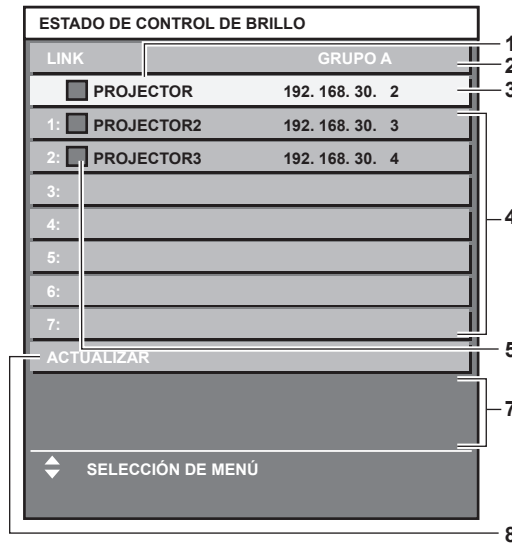 ESTADO DE CONTROL DE BRILLO
LINK GRUPO A
PROJECTOR 192. 168. 30. 2
1: PROJECTOR2 192. 168. 30. 3
2: PROJECTOR3 192. 168. 30. 4
3:
4:
5:
6:
7:
ACTUALIZAR
SELECCIÓN DE MENÚ
1
2
3
4
5
7
8